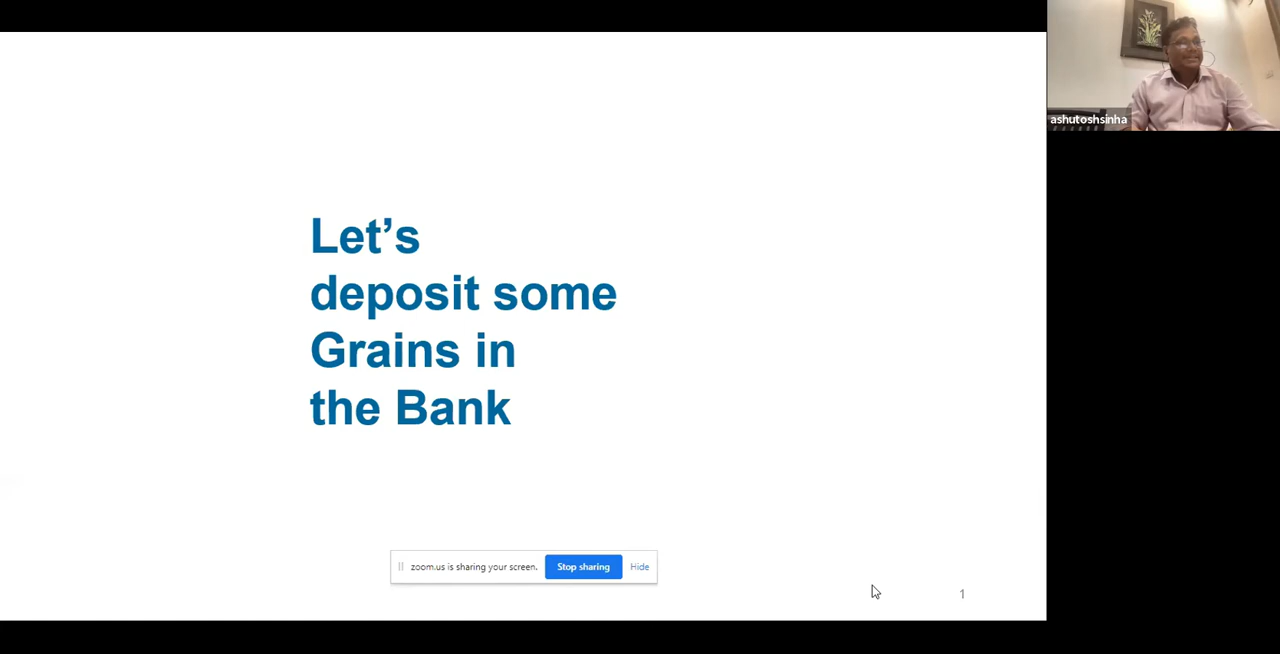 Let’s
deposit some
Grains in
the Bank
zoom.us is sharing your screen. Stop sharing Hide
1
ashutoshsinha